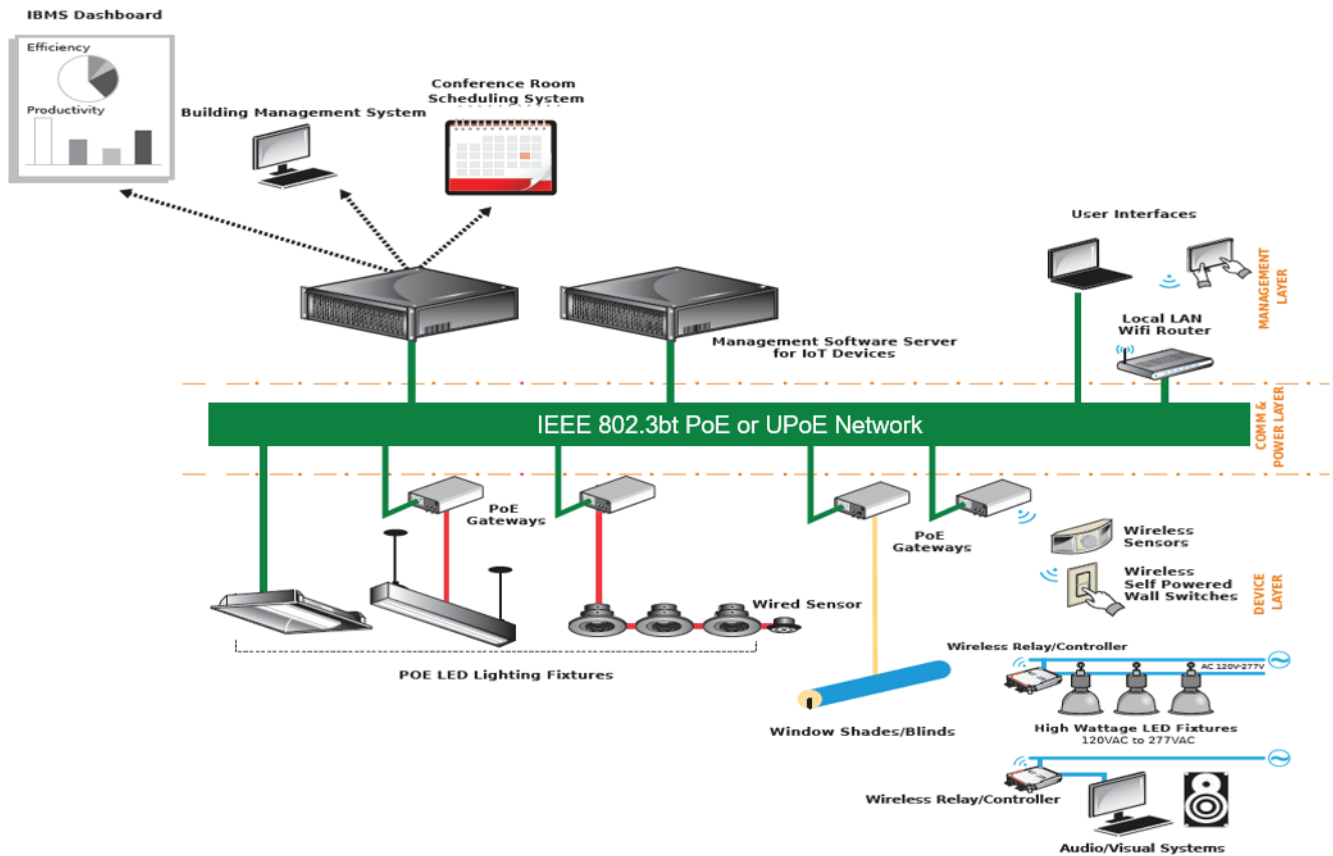 IBMS Dashboard
Efficiency
Productivity
Building Management System
Conference Room
Scheduling System
User Interfaces
MANAGEMENT
LAYER
Local LAN
Wifi Router
Management Software Server
for IoT Devices
IEEE 802.3bt PoE or UPoE Network
COMM &
POWER LAYER
PoE
Gateways
PoE
Gateways
Wireless
Sensors
Wireless
Self Powered
Wall Switches
DEVICE
LAYER
Wired Sensor
POE LED Lighting Fixtures
Wireless Relay/Controller
AC 120V-277V
Window Shades/Blinds
High Wattage LED Fixtures
120VAC to 277VAC
Wireless Relay/Controller
Audio/Visual Systems